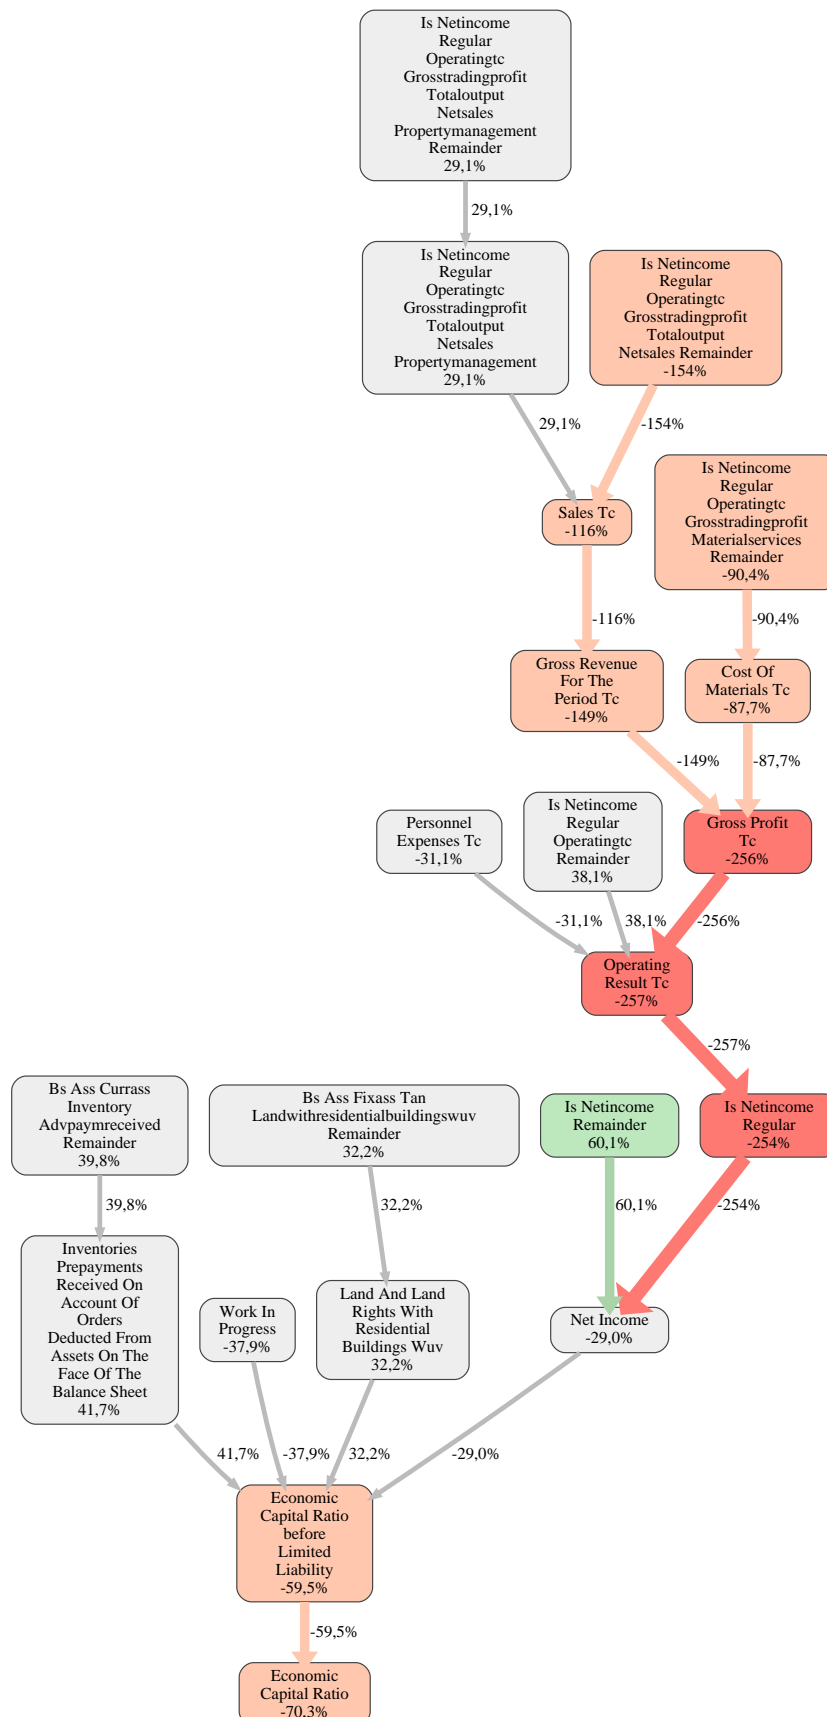 Is Netincome
Regular
Operatingtc
Grosstradingprofit
Totaloutput
Netsales
Propertymanagement
Remainder
29,1%
29,1%
Is Netincome
Regular
Operatingtc
Grosstradingprofit
Totaloutput
Netsales
Propertymanagement
29,1%
Is Netincome
Regular
Operatingtc
Grosstradingprofit
Totaloutput
Netsales Remainder
-154%
29,1%
-154%
Is Netincome
Regular
Operatingtc
Grosstradingprofit
Materialservices
Remainder
-90,4%
Sales Tc
-116%
-116%
-90,4%
Gross Revenue
For The
Period Tc
-149%
Cost Of
Materials Tc
-87,7%
-149%
-87,7%
Personnel
Expenses Tc
-31,1%
Is Netincome
Regular
Operatingtc
Remainder
38,1%
Gross Profit
Tc
-256%
-31,1%
38,1%
-256%
Operating
Result Tc
-257%
-257%
Bs Ass Currass
Inventory
Advpaymreceived
Remainder
39,8%
Bs Ass Fixass Tan
Landwithresidentialbuildingswuv
Remainder
32,2%
Is Netincome
Remainder
60,1%
Is Netincome
Regular
-254%
39,8%
32,2%
60,1%
-254%
Inventories
Prepayments
Received On
Account Of
Orders
Deducted From
Assets On The
Face Of The
Balance Sheet
41,7%
Work In
Progress
-37,9%
Land And Land
Rights With
Residential
Buildings Wuv
32,2%
Net Income
-29,0%
41,7%
-37,9%
32,2%
-29,0%
Economic
Capital Ratio
before
Limited
Liability
-59,5%
-59,5%
Economic
Capital Ratio
-70,3%